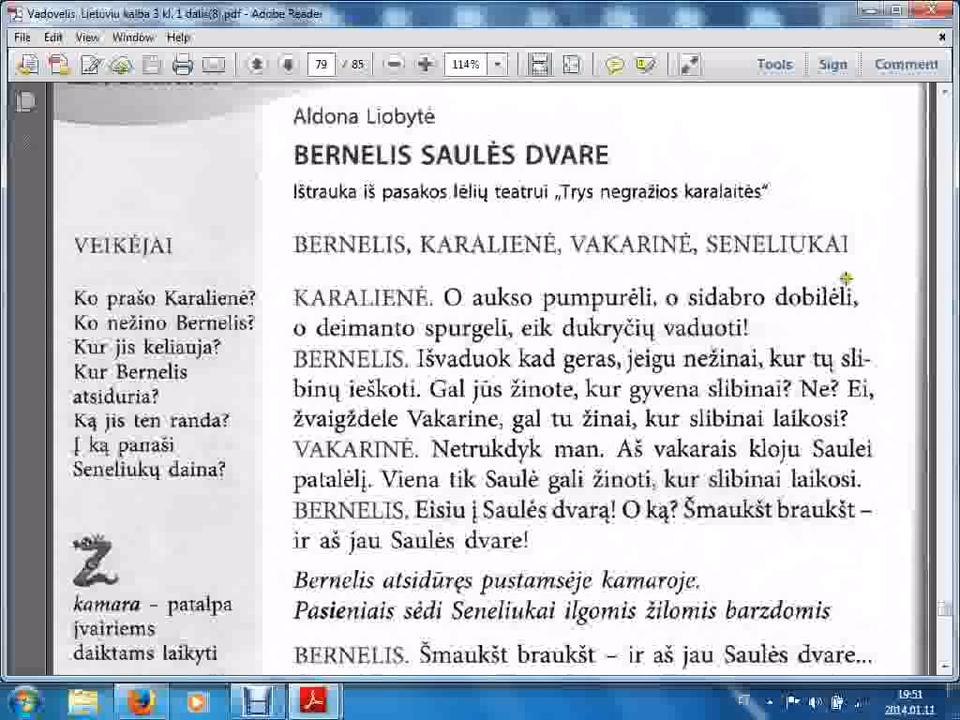 Vadovelis. Lietuviu kalba 3 kl. 1 dalis(8).pdf - Adobe Reader
File Edit View Window Help
79 / 85 114% Tools Sign Comment
Aldona Liobytė
BERNELIS SAULĖS DVARE
Ištrauka iš pasakos lėlių teatrui „Trys negražios karalaitės“
VEIKĖJAI
BERNELIS, KARALIENĖ, VAKARINĖ, SENELIUKAI
Ko prašo Karalienė?
Ko nežino Bernelis?
Kur jis keliauja?
Kur Bernelis
atsiduria?
Ką jis ten randa?
Į ką panaši
Seneliukų daina?
kamara – patalpa
įvairiems
daiktams laikyti
KARALIENĖ. O aukso pumpurėli, o sidabro dobilėli,
o deimanto spurgeli, eik dukryčių vaduoti!
BERNELIS. Išvaduok kad geras, jeigu nežinai, kur tų sli-
binų ieškoti. Gal jūs žinote, kur gyvena slibinai? Ne? Ei,
žvaigždele Vakarine, gal tu žinai, kur slibinai laikosi?
VAKARINĖ. Netrukdyk man. Aš vakarais kloju Saulei
patalėlį. Viena tik Saulė gali žinoti, kur slibinai laikosi.
BERNELIS. Eisiu į Saulės dvarą! O ką? Šmaukšt braukšt –
ir aš jau Saulės dvare!
Bernelis atsidūręs pustamsėje kamaroje.
Pasieniais sėdi Seneliukai ilgomis žilomis barzdomis
BERNELIS. Šmaukšt braukšt – ir aš jau Saulės dvare...
19:51
2014.01.11